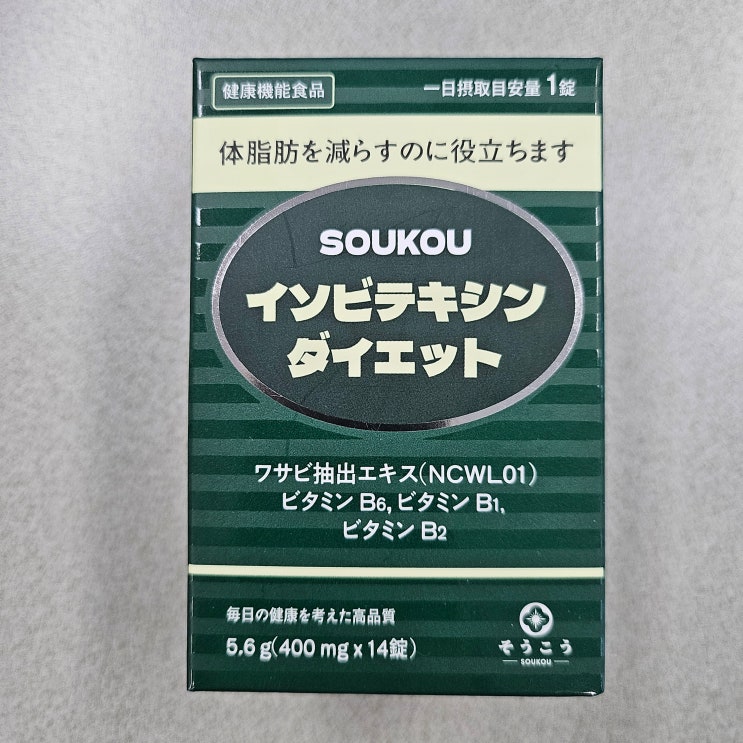 健康機能食品
一日摂取目安量 1錠
体脂肪を減らすのに役立ちます
SOUKOU
イソビテキシン
ダイエット
ワサビ抽出エキス(NCWL01)
ビタミン B6, ビタミン B1,
ビタミン B2
毎日の健康を考えた高品質
5,6 g(400 mg x 14錠)
そうこう
SOUKOU